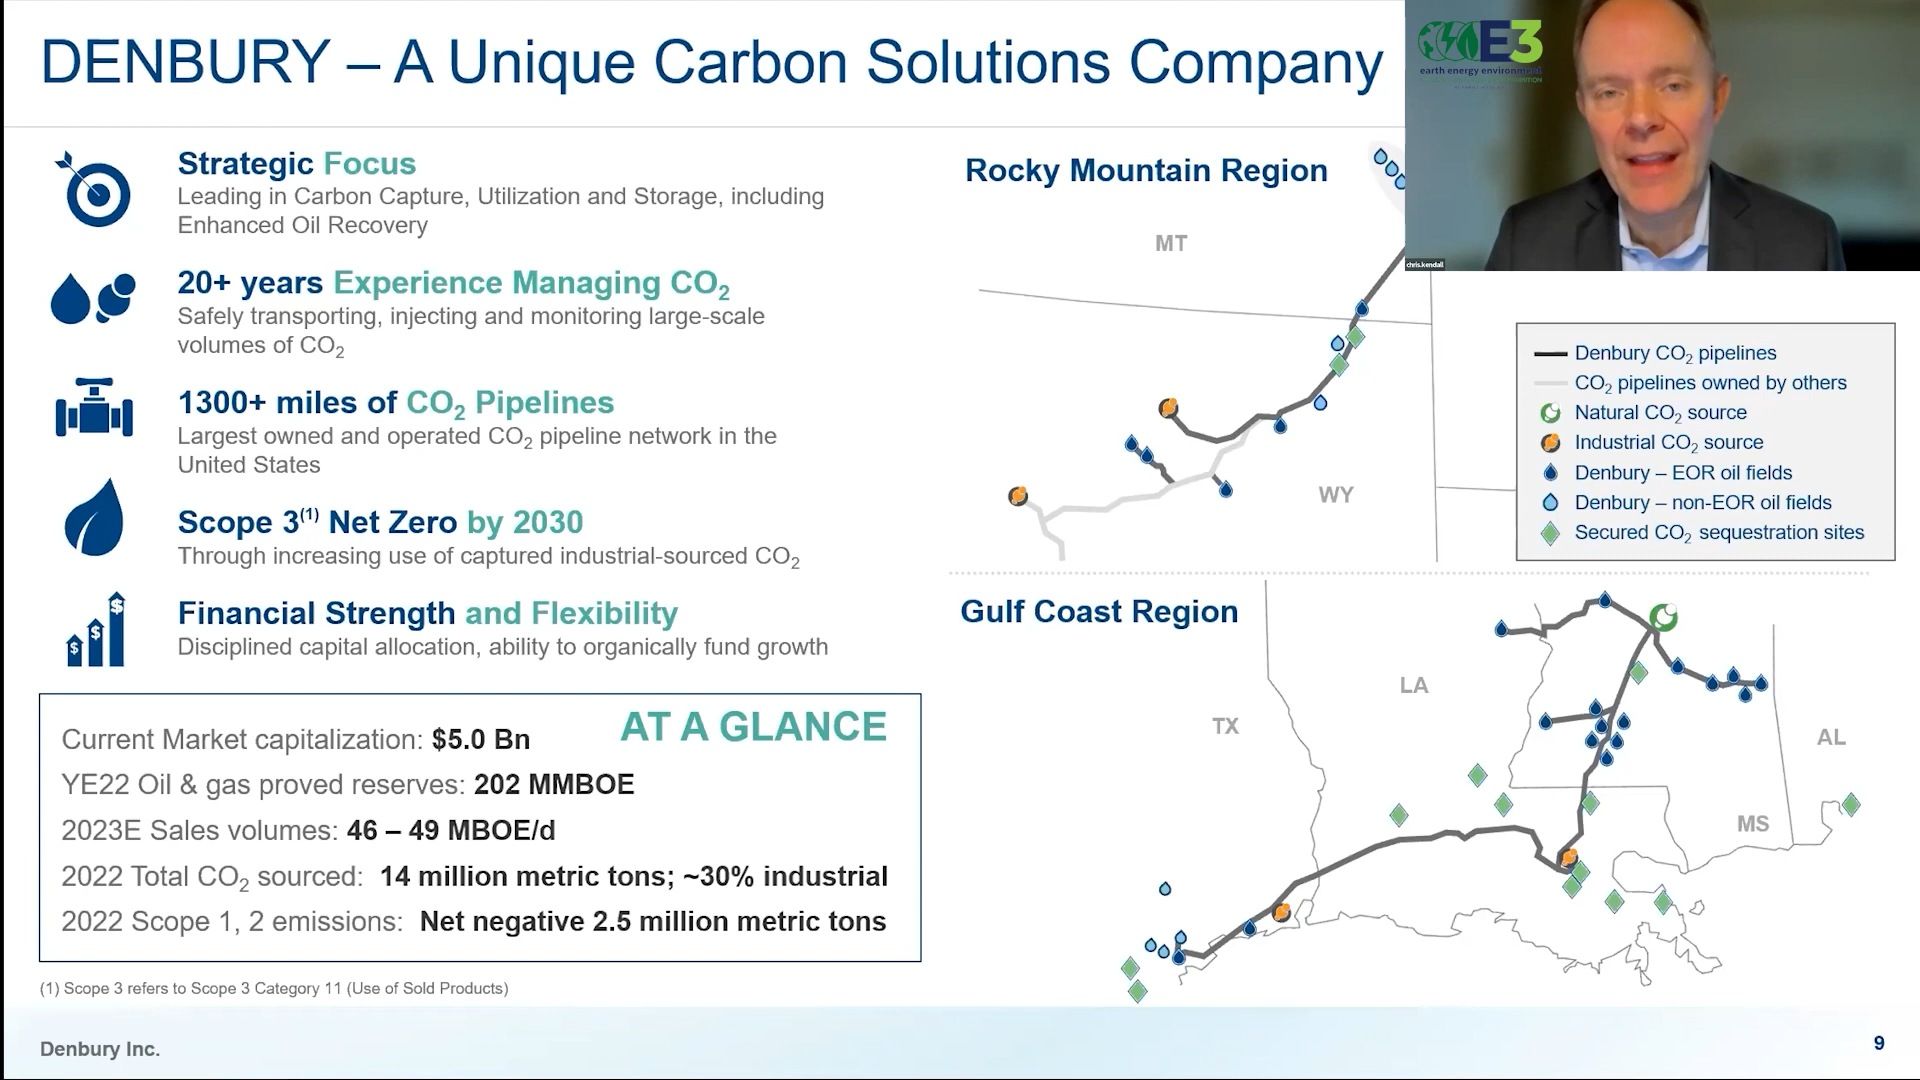 DENBURY – A Unique Carbon Solutions Company
E3
earth energy environment
chris.kendall
Strategic Focus
Leading in Carbon Capture, Utilization and Storage, including
Enhanced Oil Recovery
20+ years Experience Managing CO2
Safely transporting, injecting and monitoring large-scale
volumes of CO2
1300+ miles of CO2 Pipelines
Largest owned and operated CO2 pipeline network in the
United States
Scope 3(1) Net Zero by 2030
Through increasing use of captured industrial-sourced CO2
$
$
$
Financial Strength and Flexibility
Disciplined capital allocation, ability to organically fund growth
AT A GLANCE
Current Market capitalization: $5.0 Bn
YE22 Oil & gas proved reserves: 202 MMBOE
2023E Sales volumes: 46 – 49 MBOE/d
2022 Total CO2 sourced: 14 million metric tons; ~30% industrial
2022 Scope 1, 2 emissions: Net negative 2.5 million metric tons
(1) Scope 3 refers to Scope 3 Category 11 (Use of Sold Products)
Rocky Mountain Region
MT
WY
Denbury CO2 pipelines
CO2 pipelines owned by others
Natural CO2 source
Industrial CO2 source
Denbury – EOR oil fields
Denbury – non-EOR oil fields
Secured CO2 sequestration sites
Gulf Coast Region
LA
TX
AL
MS
Denbury Inc.
9